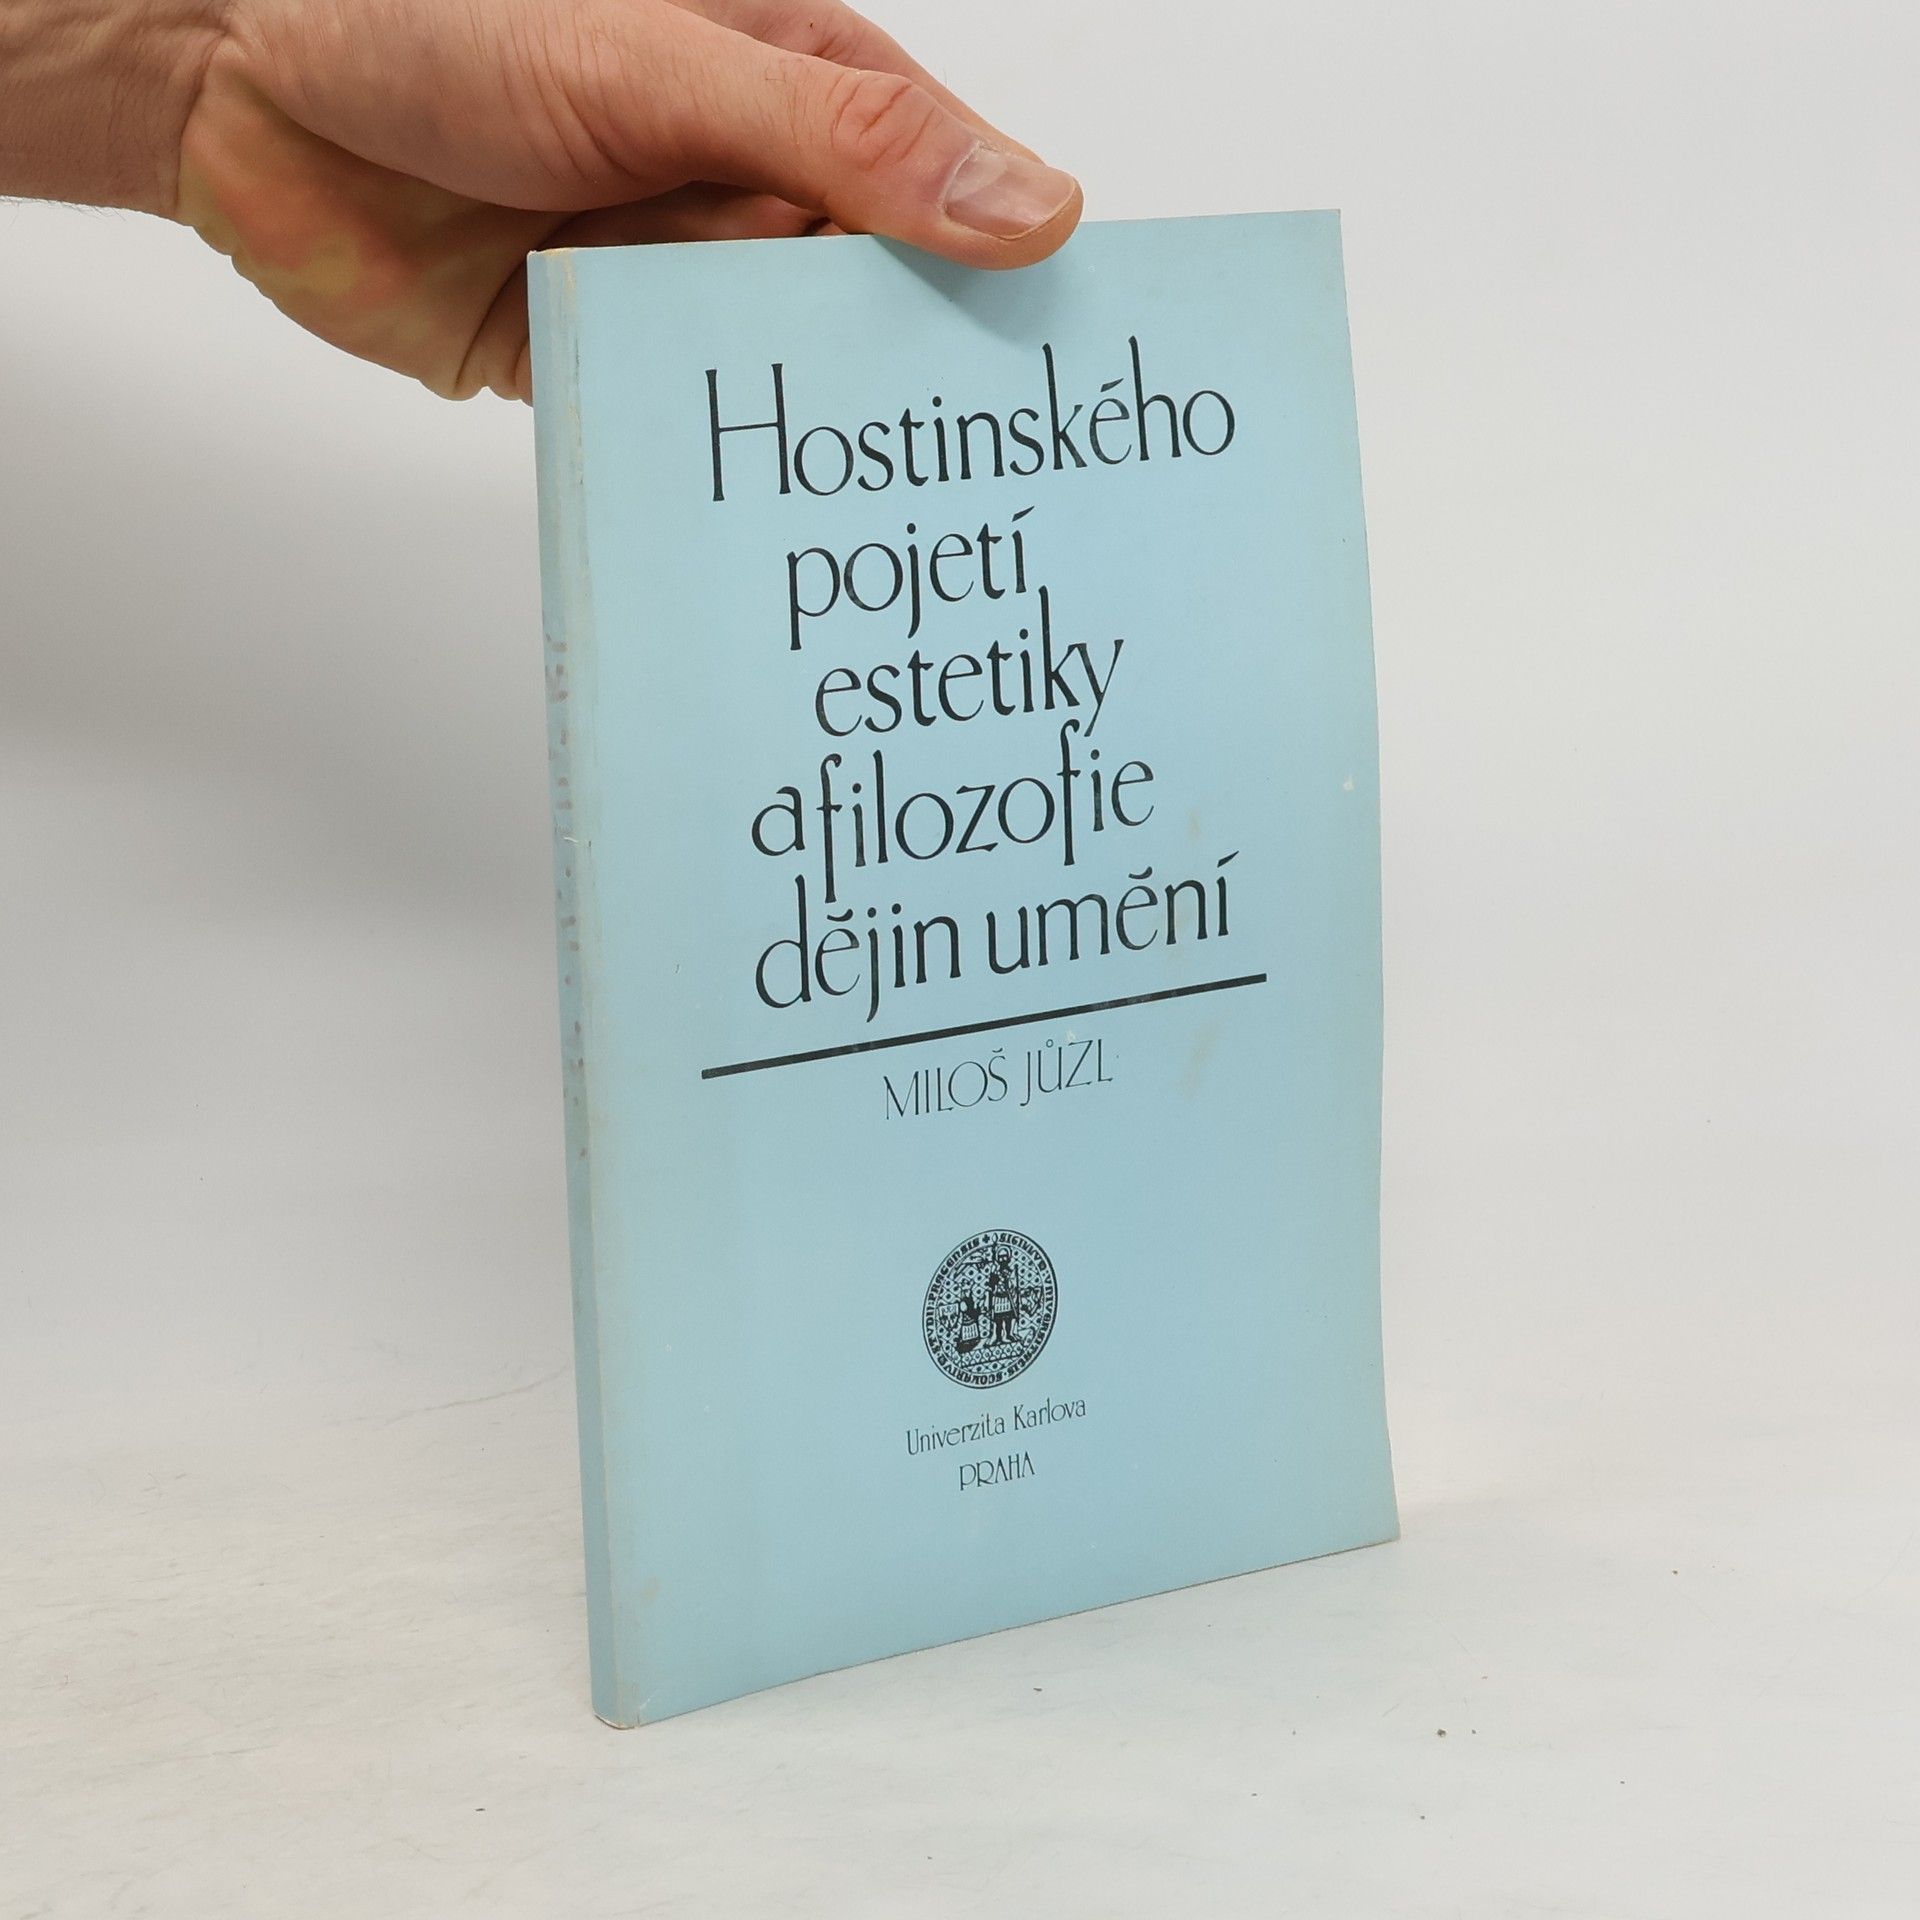 Hostinského
pojetí
estetiky
a filozofie
dějin umění
MILOŠ JŮZL
Univerzita Karlova
PRAHA